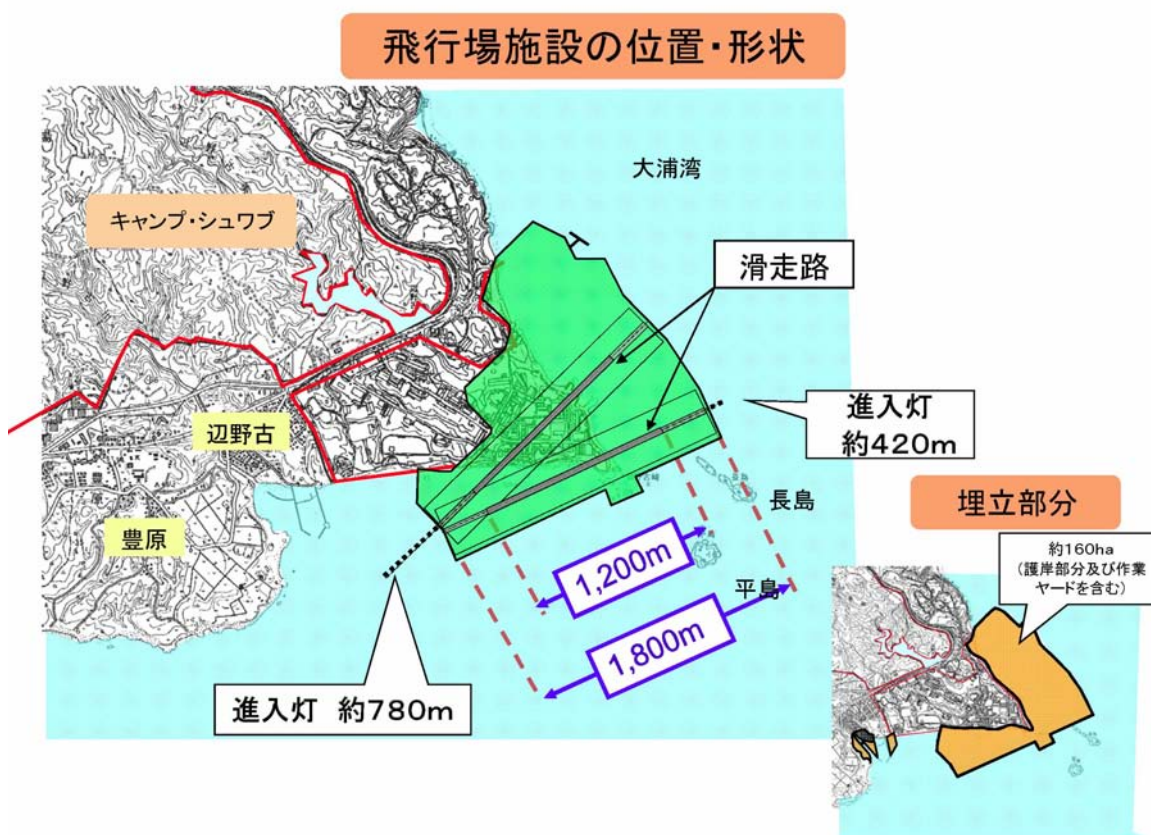 飛行場施設の位置・形状
大浦湾
キャンプ・シュワブ
滑走路
進入灯
約420m
辺野古
長島
豊原
1,200m
平島
1,800m
進入灯 約780m
埋立部分
約160ha
(護岸部分及び作業
ヤードを含む)